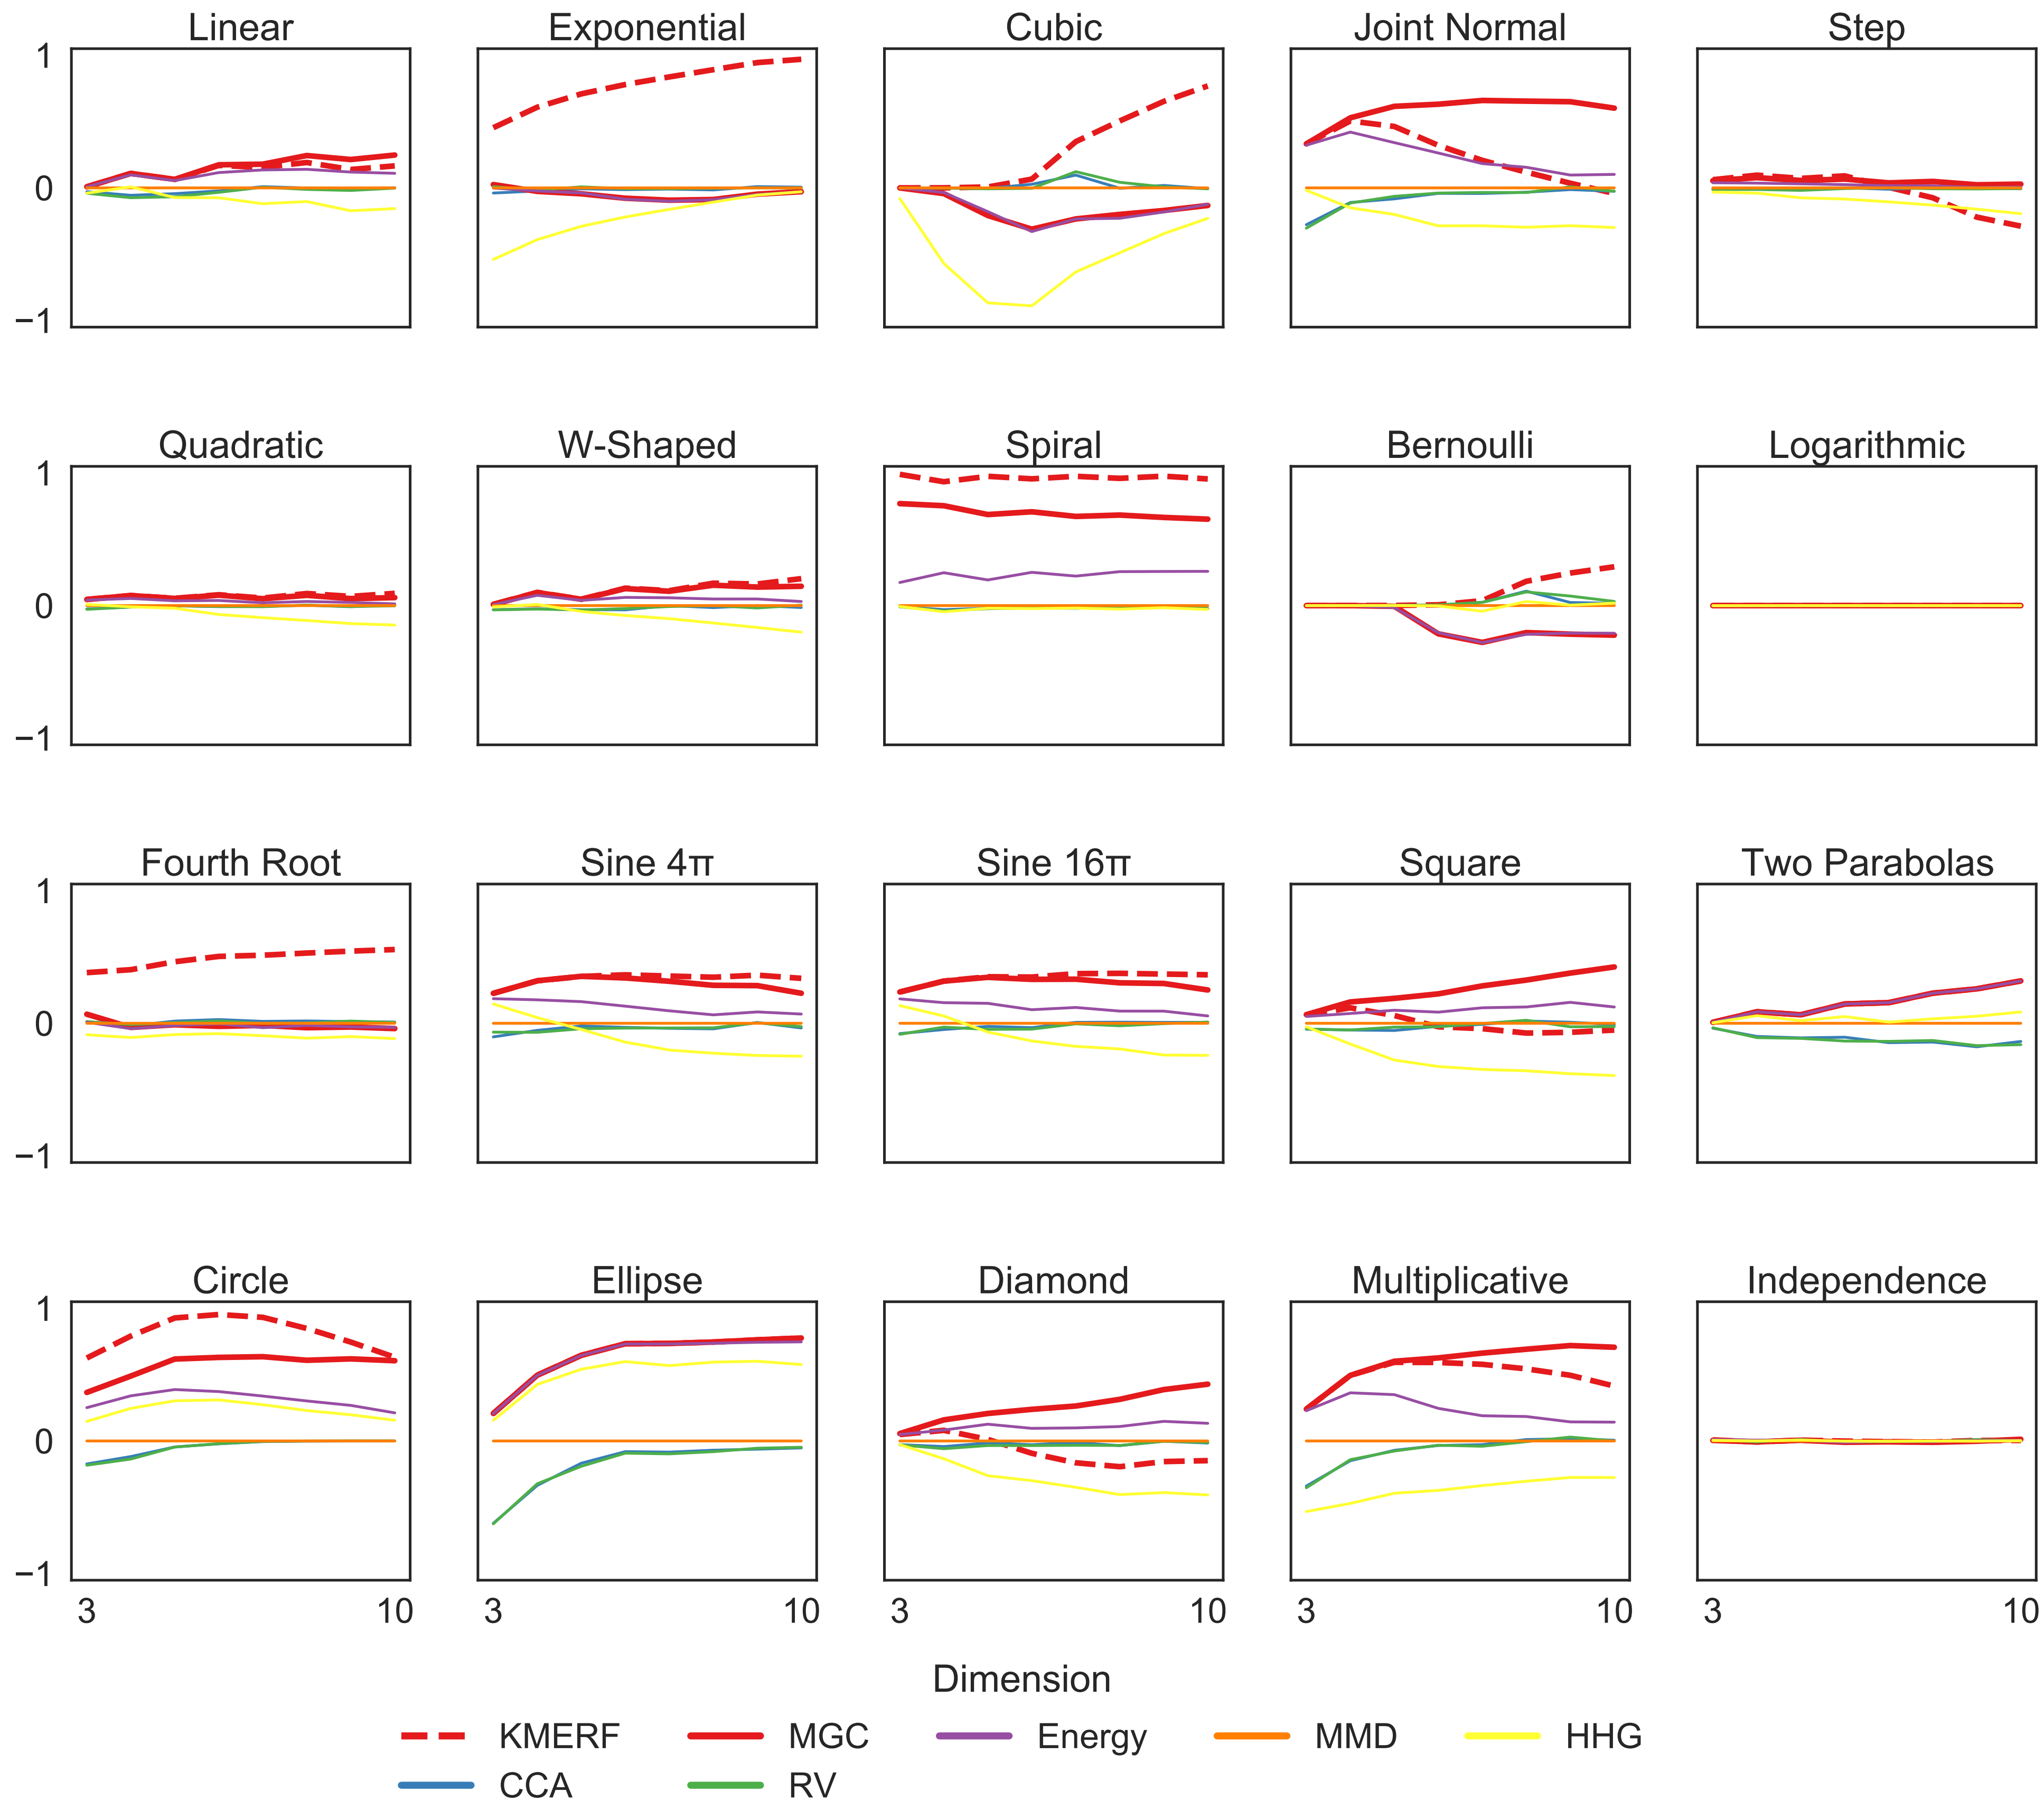 Linear Exponential Cubic Joint Normal Step
1
0
−1
Quadratic W-Shaped Spiral Bernoulli Logarithmic
1
0
−1
Fourth Root Sine 4π Sine 16π Square Two Parabolas
1
0
−1
Circle Ellipse Diamond Multiplicative Independence
1
0
−1
3 10 3 10 3 10 3 10 3 10
Dimension
KMERF MGC Energy MMD HHG
CCA RV